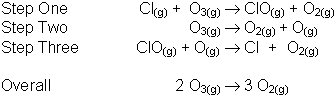 Step One Cl(g) + O3(g) → ClO(g) + O2(g)
Step Two O3(g) → O2(g) + O(g)
Step Three ClO(g) + O(g) → Cl + O2(g)
Overall 2 O3(g) → 3 O2(g)